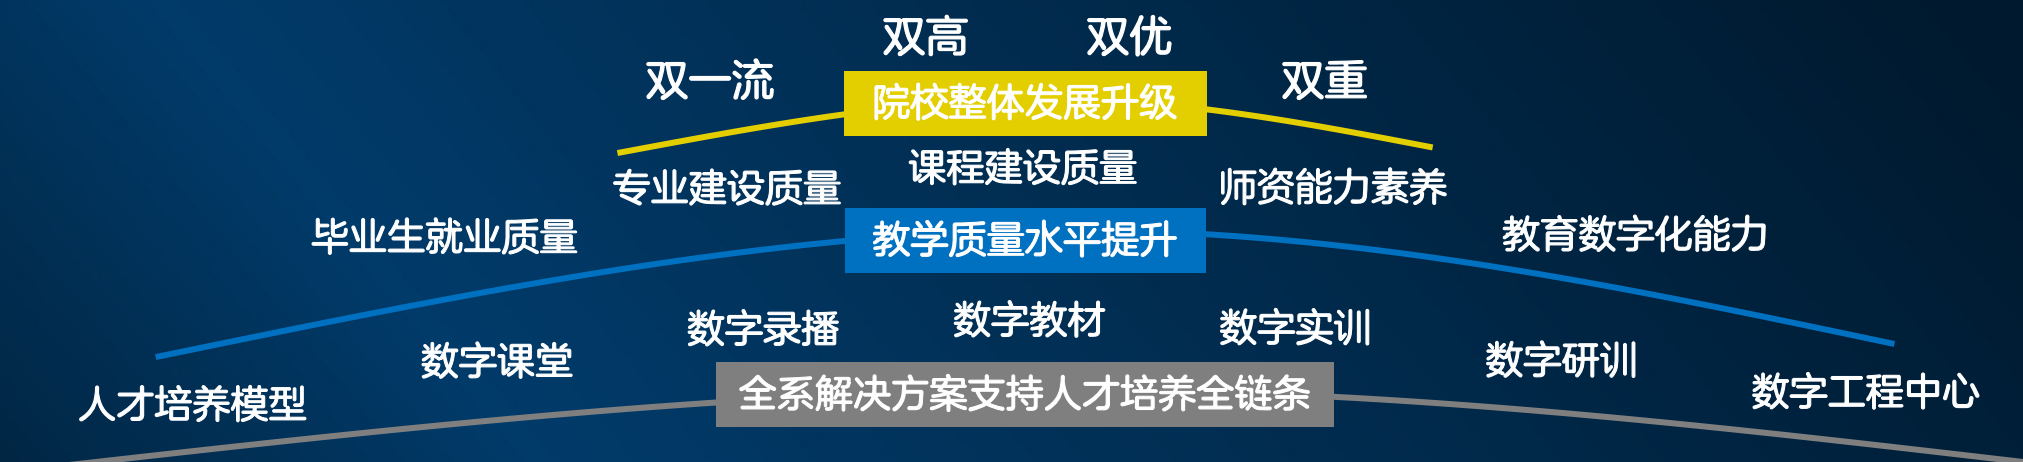 双高
双优
双一流
双重
院校整体发展升级
课程建设质量
专业建设质量
师资能力素养
毕业生就业质量
教学质量水平提升
教育数字化能力
数字录播
数字教材
数字实训
数字课堂
数字研训
人才培养模型
全系解决方案支持人才培养全链条
数字工程中心